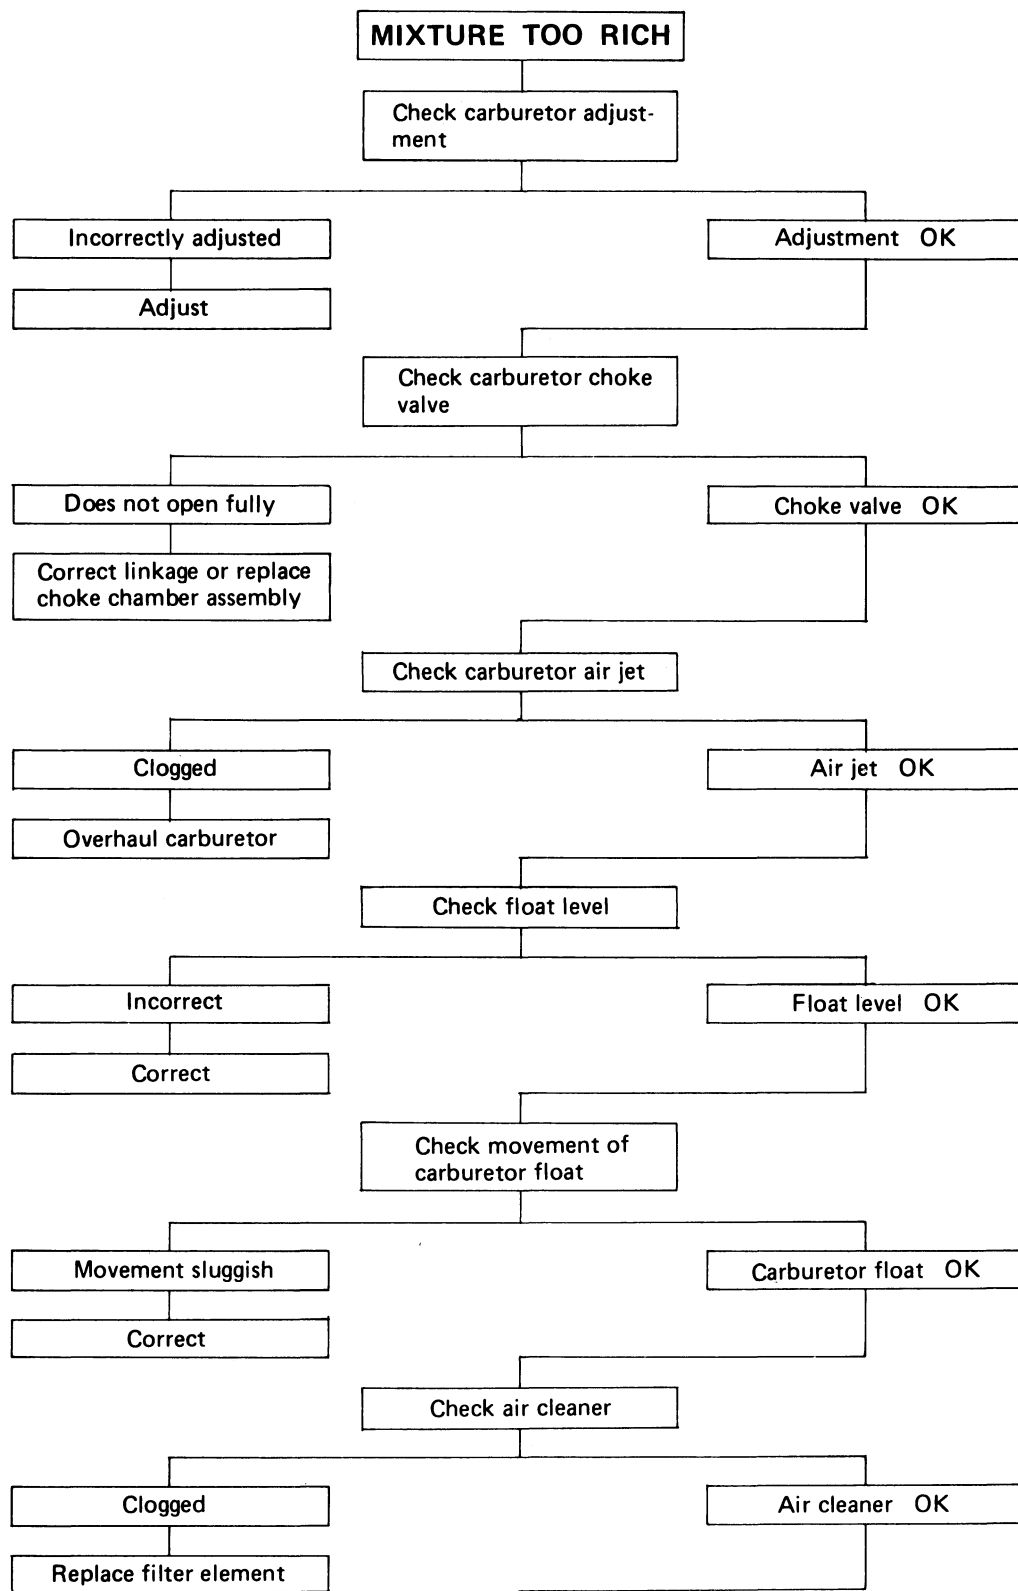 MIXTURE TOO RICH
Check carburetor adjust-
ment
Incorrectly adjusted
Adjustment OK
Adjust
Check carburetor choke
valve
Does not open fully
Choke valve OK
Correct linkage or replace
choke chamber assembly
Check carburetor air jet
Clogged
Air jet OK
Overhaul carburetor
Check float level
Incorrect
Float level OK
Correct
Check movement of
carburetor float
Movement sluggish
Carburetor float OK
Correct
Check air cleaner
Clogged
Air cleaner OK
Replace filter element